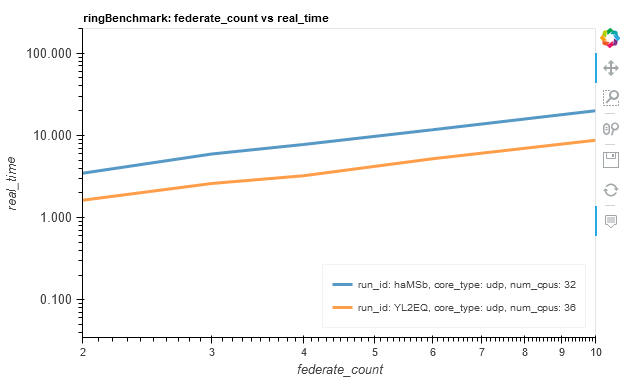 ringBenchmark: federate_count vs real_time
100.000
10.000
1.000
0.100
real_time
run_id: haMSb, core_type: udp, num_cpus: 32
run_id: YL2EQ, core_type: udp, num_cpus: 36
2 3 4 5 6 7 8 9 10
federate_count